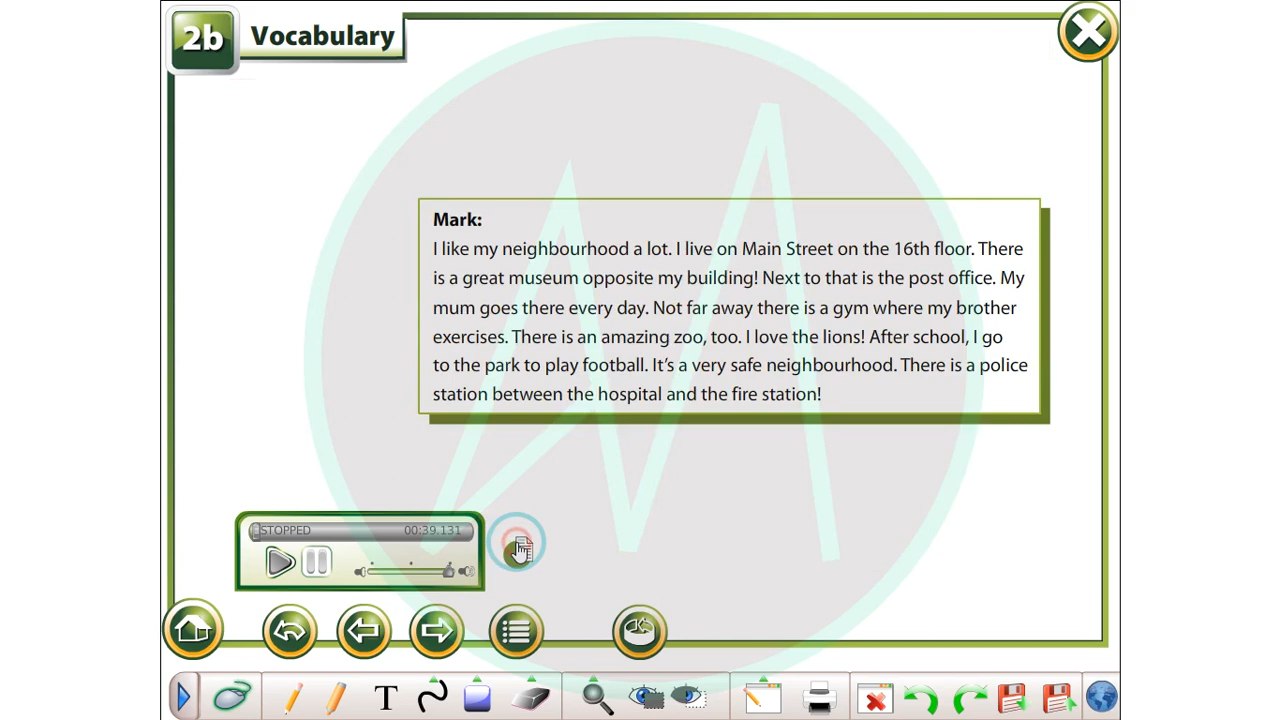 2b
Vocabulary
Mark:
I like my neighbourhood a lot. I live on Main Street on the 16th floor. There
is a great museum opposite my building! Next to that is the post office. My
mum goes there every day. Not far away there is a gym where my brother
exercises. There is an amazing zoo, too. I love the lions! After school, I go
to the park to play football. It’s a very safe neighbourhood. There is a police
station between the hospital and the fire station!
STOPPED 00:39.131
T